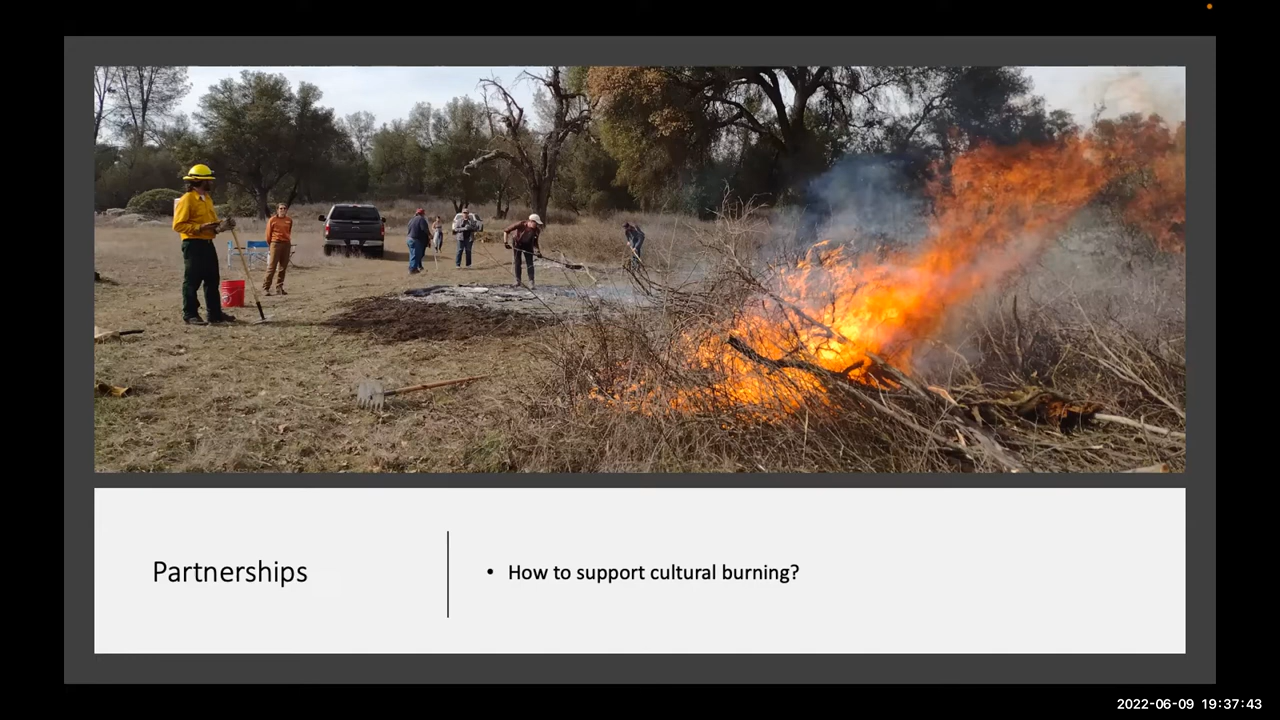 Partnerships
• How to support cultural burning?
2022-06-09 19:37:43